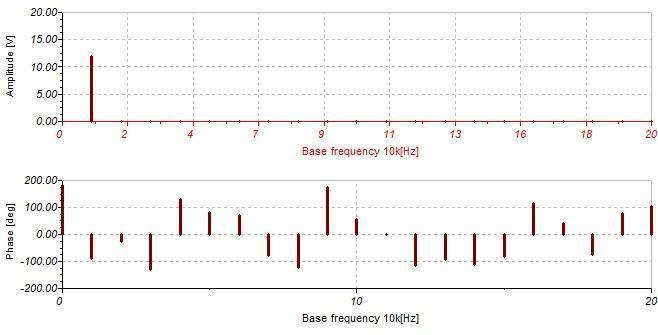 20.00
15.00
10.00
5.00
0.00
Amplitude [V]
0 2 4 7 9 11 13 16 18 20
Base frequency 10k[Hz]
200.00
100.00
0.00
-100.00
-200.00
Phase [deg]
0 10 20
Base frequency 10k[Hz]